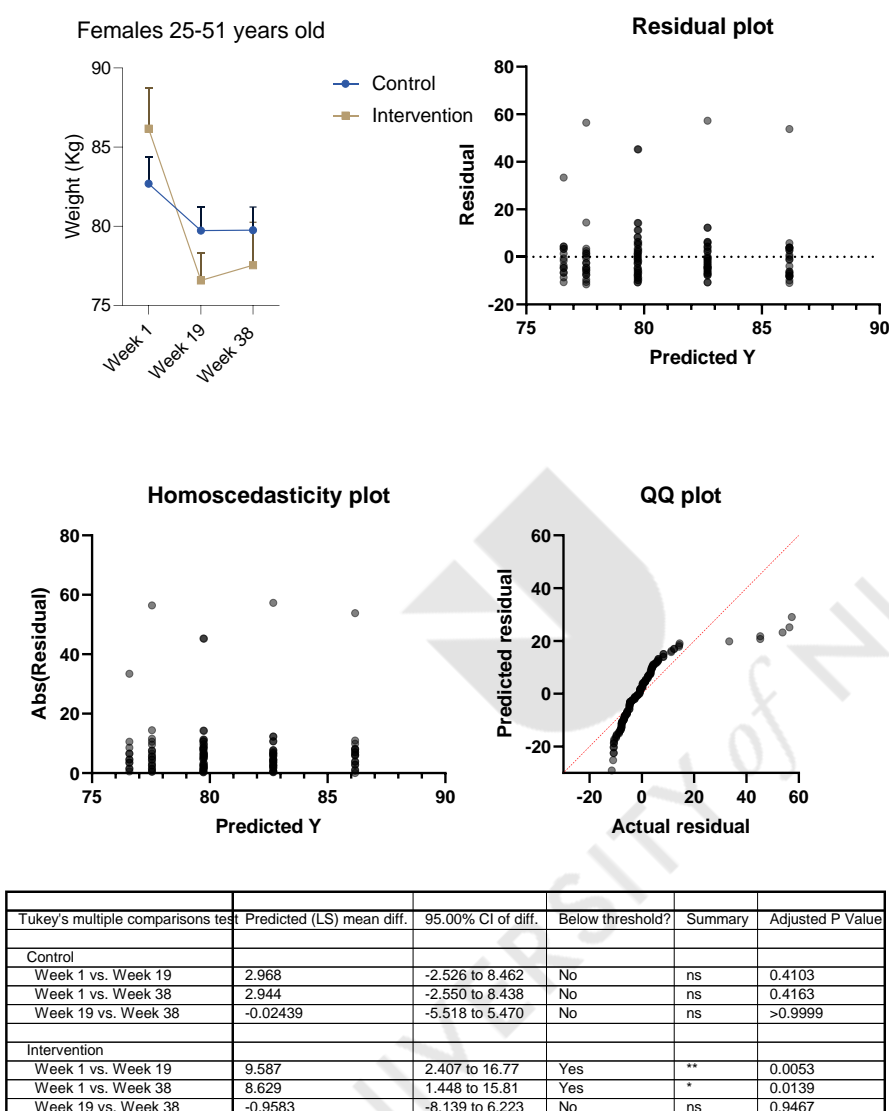 Females 25-51 years old
90
85
80
75
Weight (Kg)
Week 1
Week 19
Week 38
Control
Intervention
Residual plot
80
60
40
20
0
-20
Residual
75 80 85 90
Predicted Y
Homoscedasticity plot
80
60
40
20
0
Abs(Residual)
75 80 85 90
Predicted Y
QQ plot
60
40
20
0
-20
Predicted residual
-20 0 20 40 60
Actual residual
Tukey's multiple comparisons test Predicted (LS) mean diff. 95.00% CI of diff. Below threshold? Summary Adjusted P Value
Control
Week 1 vs. Week 19 2.968 -2.526 to 8.462 No ns 0.4103
Week 1 vs. Week 38 2.944 -2.550 to 8.438 No ns 0.4163
Week 19 vs. Week 38 -0.02439 -5.518 to 5.470 No ns >0.9999
Intervention
Week 1 vs. Week 19 9.587 2.407 to 16.77 Yes ** 0.0053
Week 1 vs. Week 38 8.629 1.448 to 15.81 Yes * 0.0139
Week 19 vs. Week 38 -0.9583 -8.139 to 6.223 No ns 0.9467